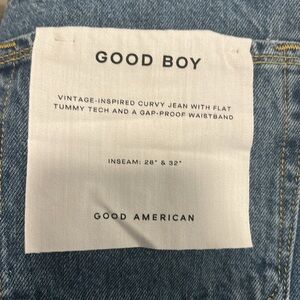 GOOD BOY
VINTAGE-INSPIRED CURVY JEAN WITH FLAT
TUMMY TECH AND A GAP-PROOF WAISTBAND
INSEAM: 28" & 32"
GOOD AMERICAN